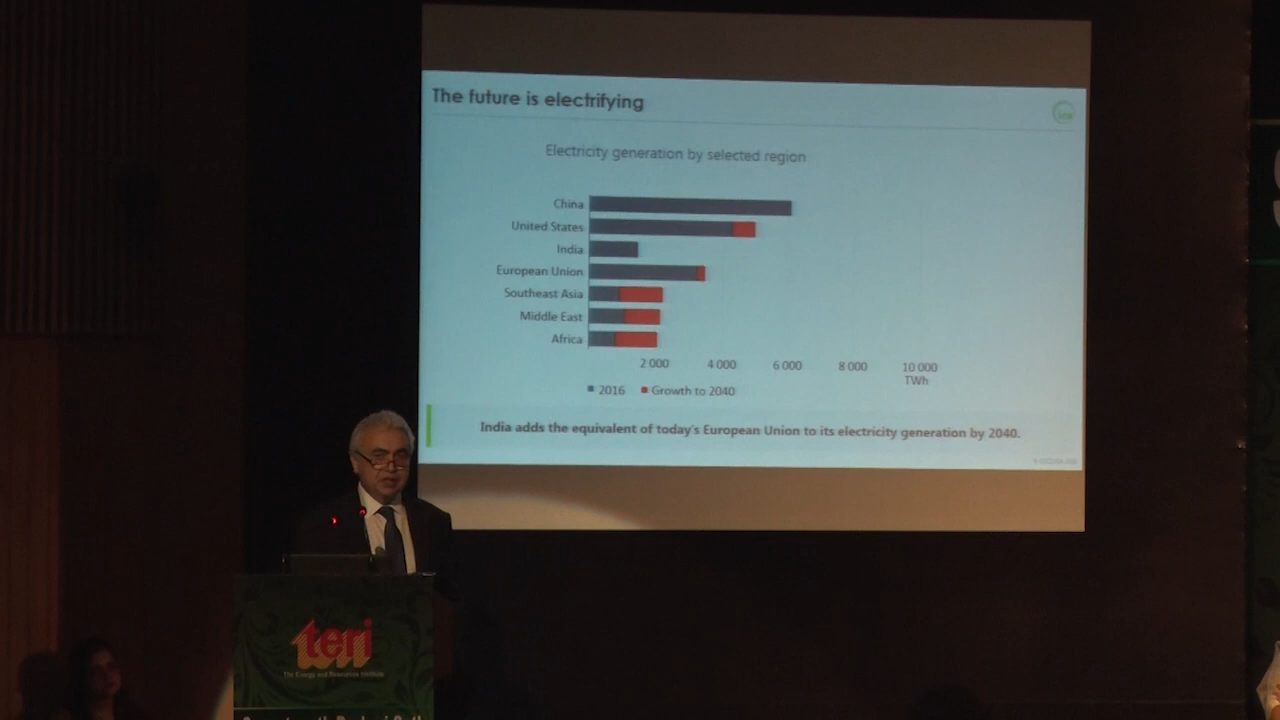 The future is electrifying
iea
Electricity generation by selected region
China
United States
India
European Union
Southeast Asia
Middle East
Africa
2 000 4 000 6 000 8 000 10 000
TWh
2016 Growth to 2040
India adds the equivalent of today's European Union to its electricity generation by 2040.
teri
The Energy and Resources Institute